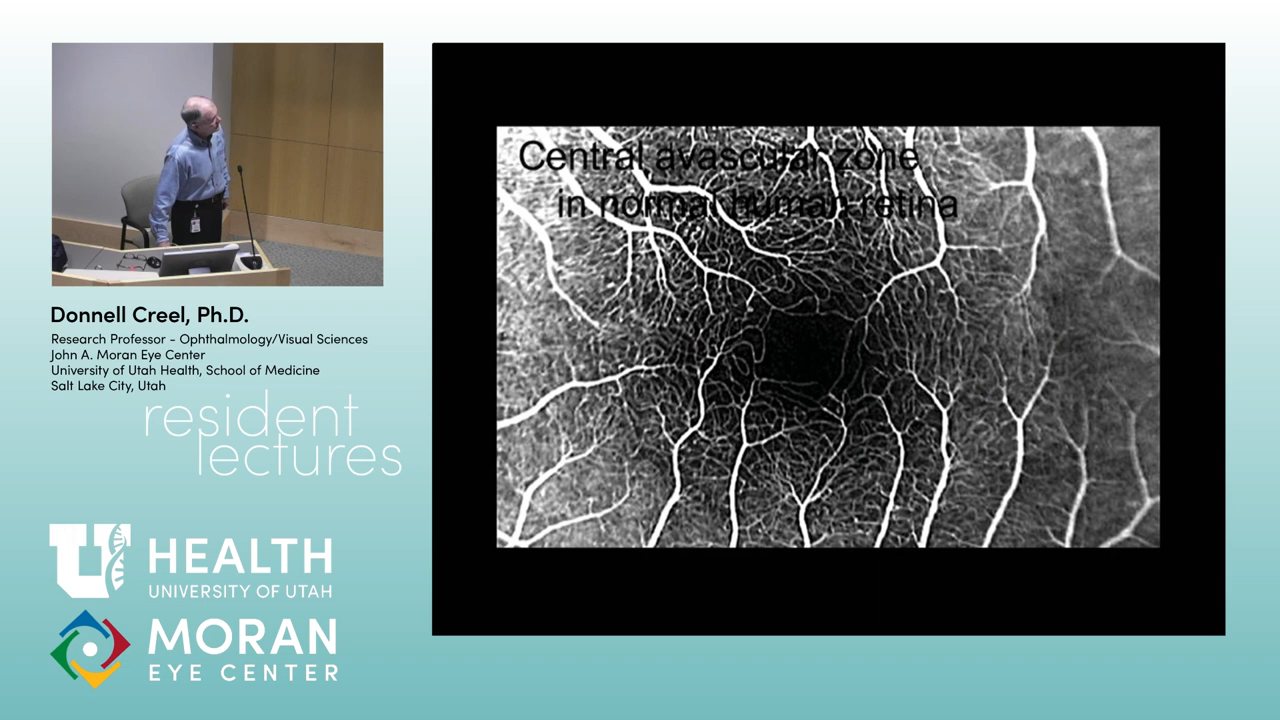 Central avascular zone
in normal human retina
Donnell Creel, Ph.D.
Research Professor - Ophthalmology/Visual Sciences
John A. Moran Eye Center
University of Utah Health, School of Medicine
Salt Lake City, Utah
resident
lectures
U HEALTH
UNIVERSITY OF UTAH
MORAN
EYE CENTER